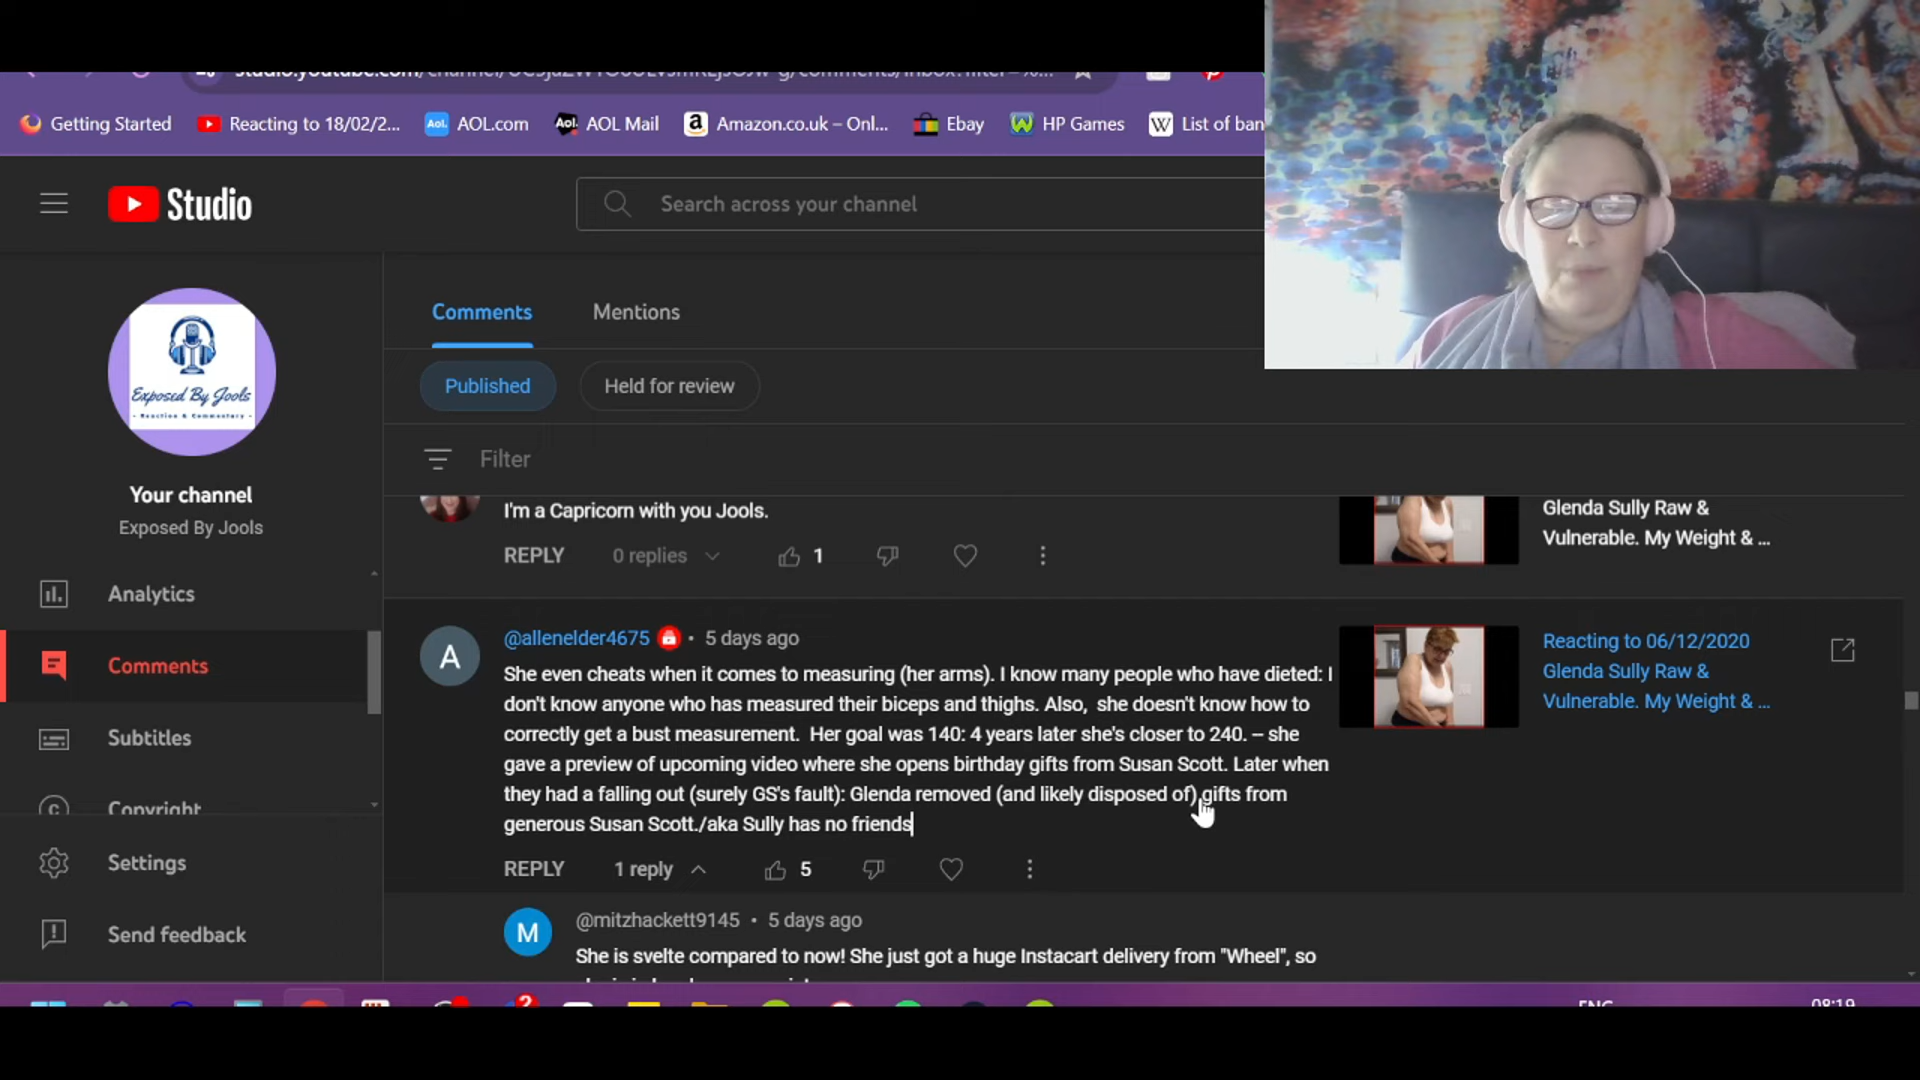 Getting Started
Reacting to 18/02/2...
Aol.
AOL.com
Aol.
AOL Mail
Amazon.co.uk – Onl...
Ebay
HP Games
W
List of ban
Studio
Search across your channel
Comments
Mentions
Published
Held for review
Filter
Exposed By Jools
- Reaction & Commentary -
Your channel
Exposed By Jools
Analytics
Comments
Subtitles
Copyright
Settings
Send feedback
I'm a Capricorn with you Jools.
REPLY 0 replies 1
Glenda Sully Raw &
Vulnerable. My Weight & ...
A
@allenelder4675 • 5 days ago
She even cheats when it comes to measuring (her arms). I know many people who have dieted: I
don't know anyone who has measured their biceps and thighs. Also, she doesn't know how to
correctly get a bust measurement. Her goal was 140: 4 years later she's closer to 240. -- she
gave a preview of upcoming video where she opens birthday gifts from Susan Scott. Later when
they had a falling out (surely GS's fault): Glenda removed (and likely disposed of) gifts from
generous Susan Scott./aka Sully has no friends
REPLY 1 reply 5
Reacting to 06/12/2020
Glenda Sully Raw &
Vulnerable. My Weight & ...
M
@mitzhackett9145 • 5 days ago
She is svelte compared to now! She just got a huge Instacart delivery from "Wheel", so
ENG
08:19